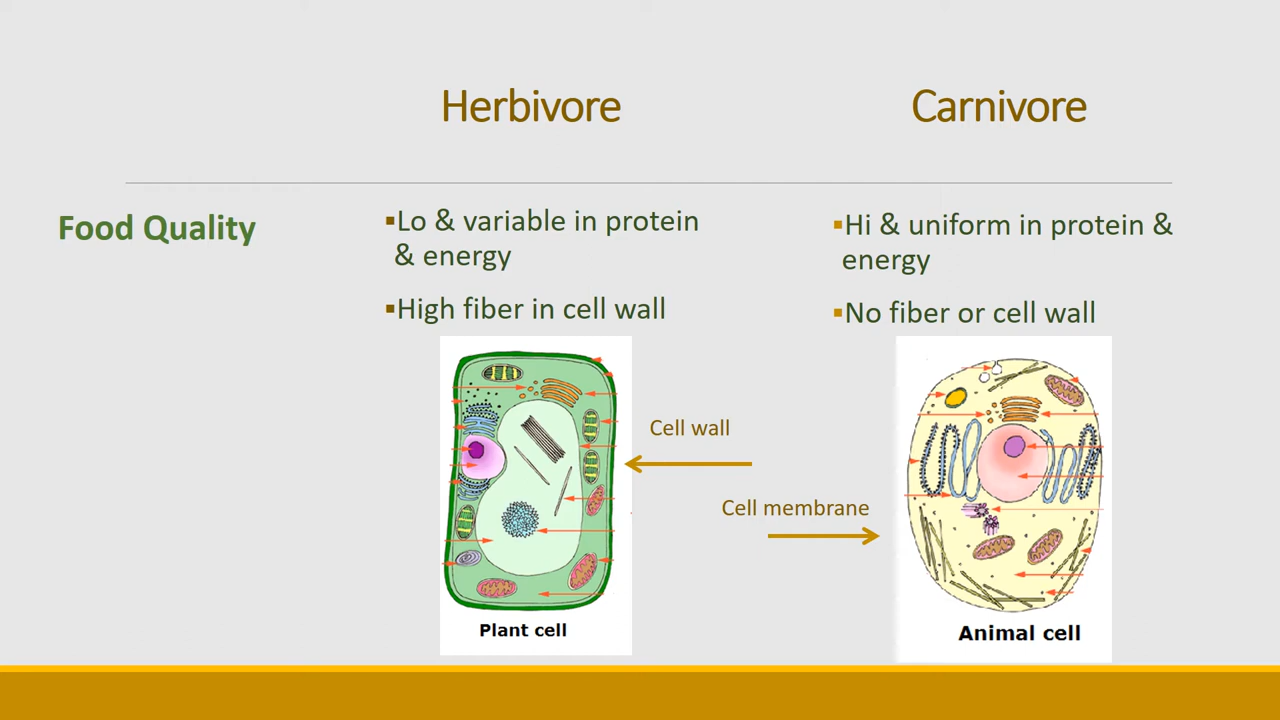 Herbivore
Carnivore
Food Quality
▪Lo & variable in protein
& energy
▪High fiber in cell wall
▪Hi & uniform in protein &
energy
▪No fiber or cell wall
Cell wall
Cell membrane
Plant cell
Animal cell